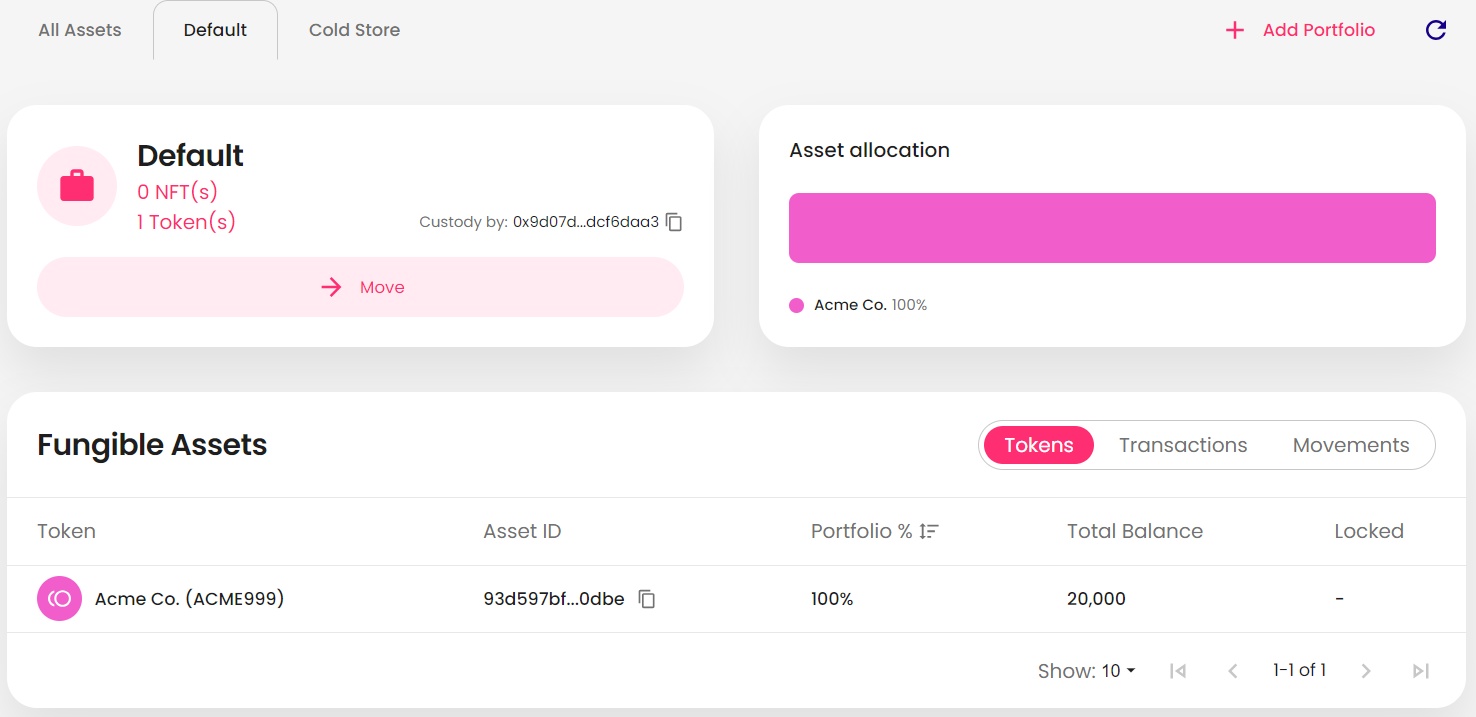 All Assets Default Cold Store + Add Portfolio
Default
0 NFT(s)
1 Token(s)
Custody by: 0x9d07d...dcf6daa3
Move
Asset allocation
Acme Co. 100%
Fungible Assets
Tokens Transactions Movements
Token Asset ID Portfolio % Total Balance Locked
Acme Co. (ACME999) 93d597bf...0dbe 100% 20,000 -
Show: 10 1-1 of 1